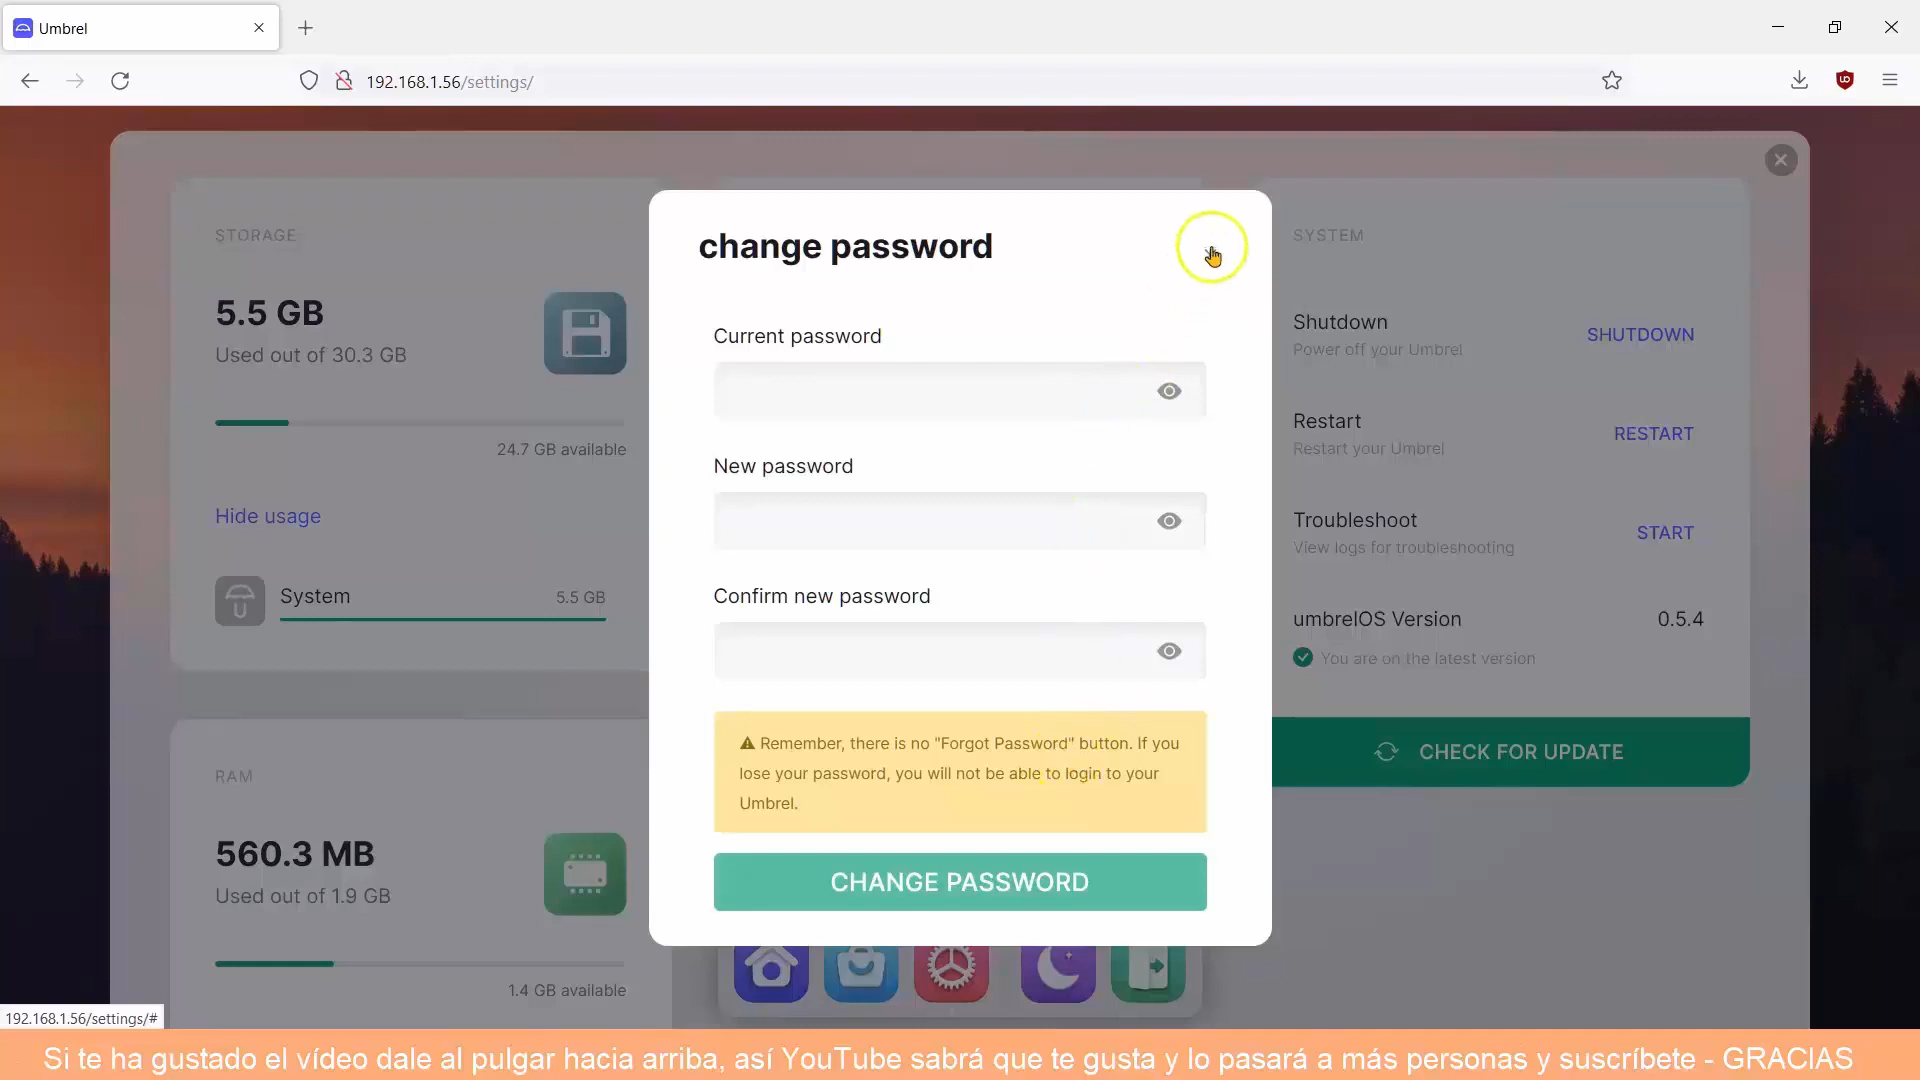 Umbrel
192.168.1.56/settings/
STORAGE
5.5 GB
Used out of 30.3 GB
24.7 GB available
Hide usage
System
5.5 GB
RAM
560.3 MB
Used out of 1.9 GB
1.4 GB available
change password
Current password
New password
Confirm new password
⚠ Remember, there is no "Forgot Password" button. If you
lose your password, you will not be able to login to your
Umbrel.
CHANGE PASSWORD
SYSTEM
Shutdown
Power off your Umbrel
SHUTDOWN
Restart
Restart your Umbrel
RESTART
Troubleshoot
View logs for troubleshooting
START
umbrelOS Version
0.5.4
You are on the latest version
CHECK FOR UPDATE
192.168.1.56/settings/#
Si te ha gustado el vídeo dale al pulgar hacia arriba, así YouTube sabrá que te gusta y lo pasará a más personas y suscríbete - GRACIAS